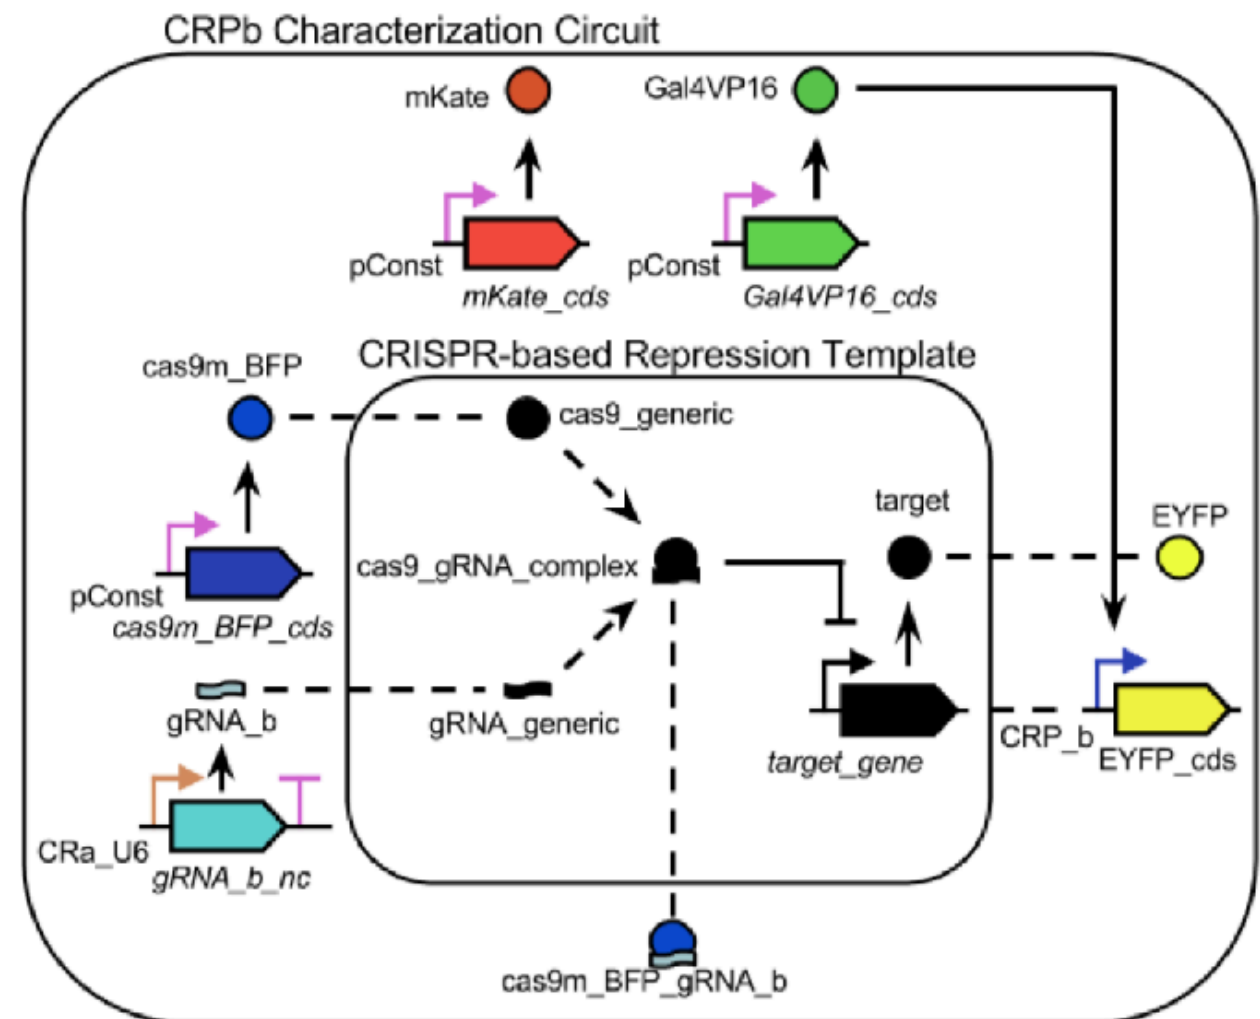 CRPb Characterization Circuit
mKate
Gal4VP16
pConst
mKate_cds
pConst
Gal4VP16_cds
CRISPR-based Repression Template
cas9m_BFP
cas9_generic
target
EYFP
cas9_gRNA_complex
pConst
cas9m_BFP_cds
gRNA_b
gRNA_generic
CRP_b
target_gene
EYFP_cds
CRa_U6
gRNA_b_nc
cas9m_BFP_gRNA_b